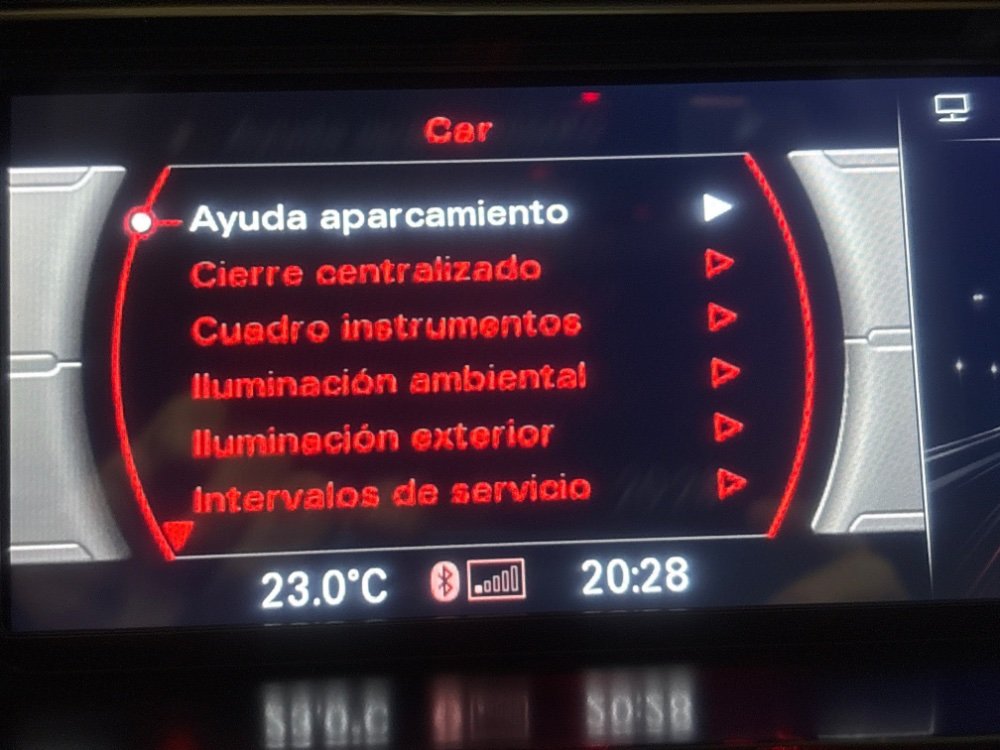 Car
Ayuda aparcamiento
Cierre centralizado
Cuadro instrumentos
Iluminación ambiental
Iluminación exterior
Intervalos de servicio
23.0°C 20:28